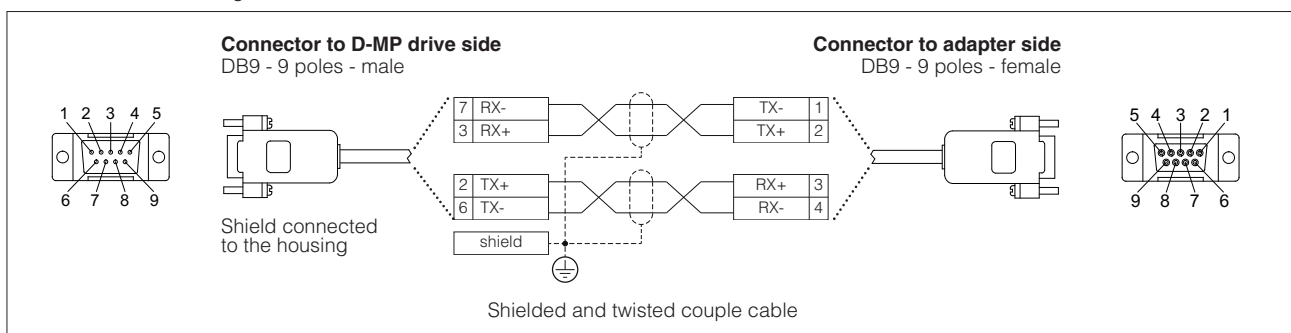 Connector to D-MP drive side
DB9 - 9 poles - male
Connector to adapter side
DB9 - 9 poles - female
1 2 3 4 5
6 7 8 9
7 RX-
3 RX+
TX- 1
TX+ 2
2 TX+
6 TX-
RX+ 3
RX- 4
shield
Shield connected
to the housing
5 4 3 2 1
9 8 7 6
Shielded and twisted couple cable